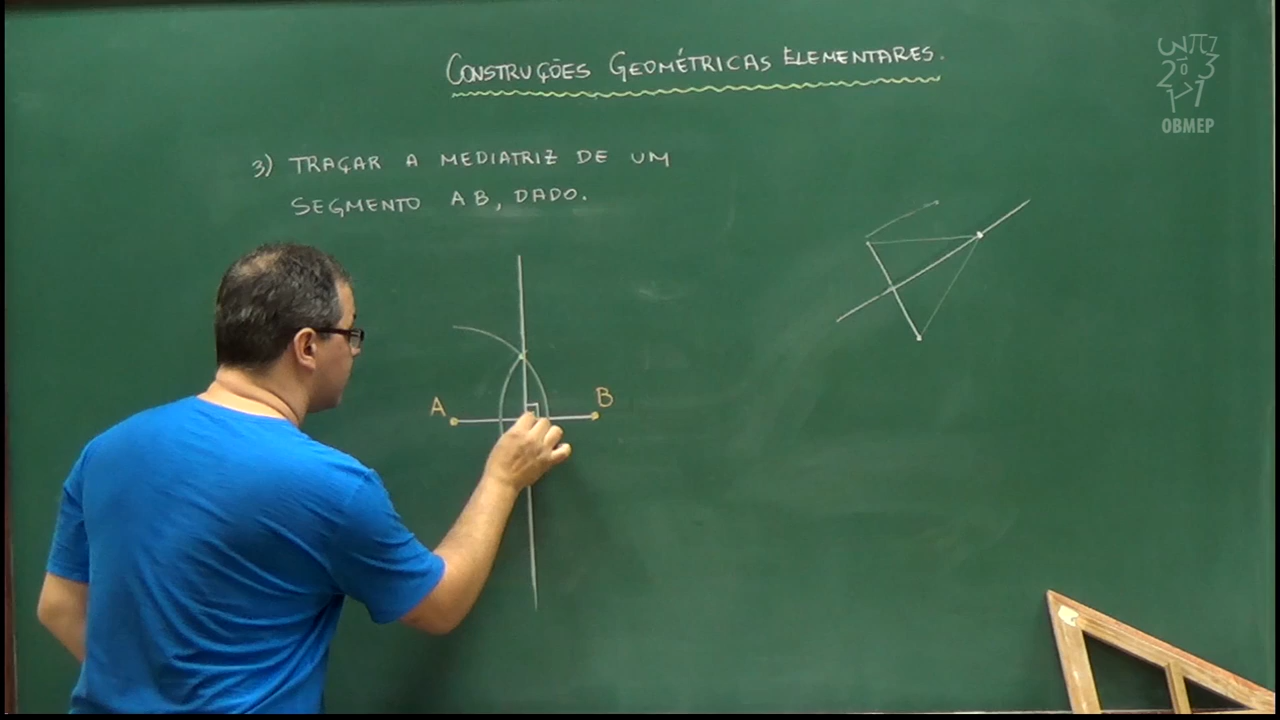 CONSTRUÇÕES GEOMÉTRICAS ELEMENTARES.
3) TRAÇAR A MEDIATRIZ DE UM
SEGMENTO AB, DADO.
A
B
OBMEP